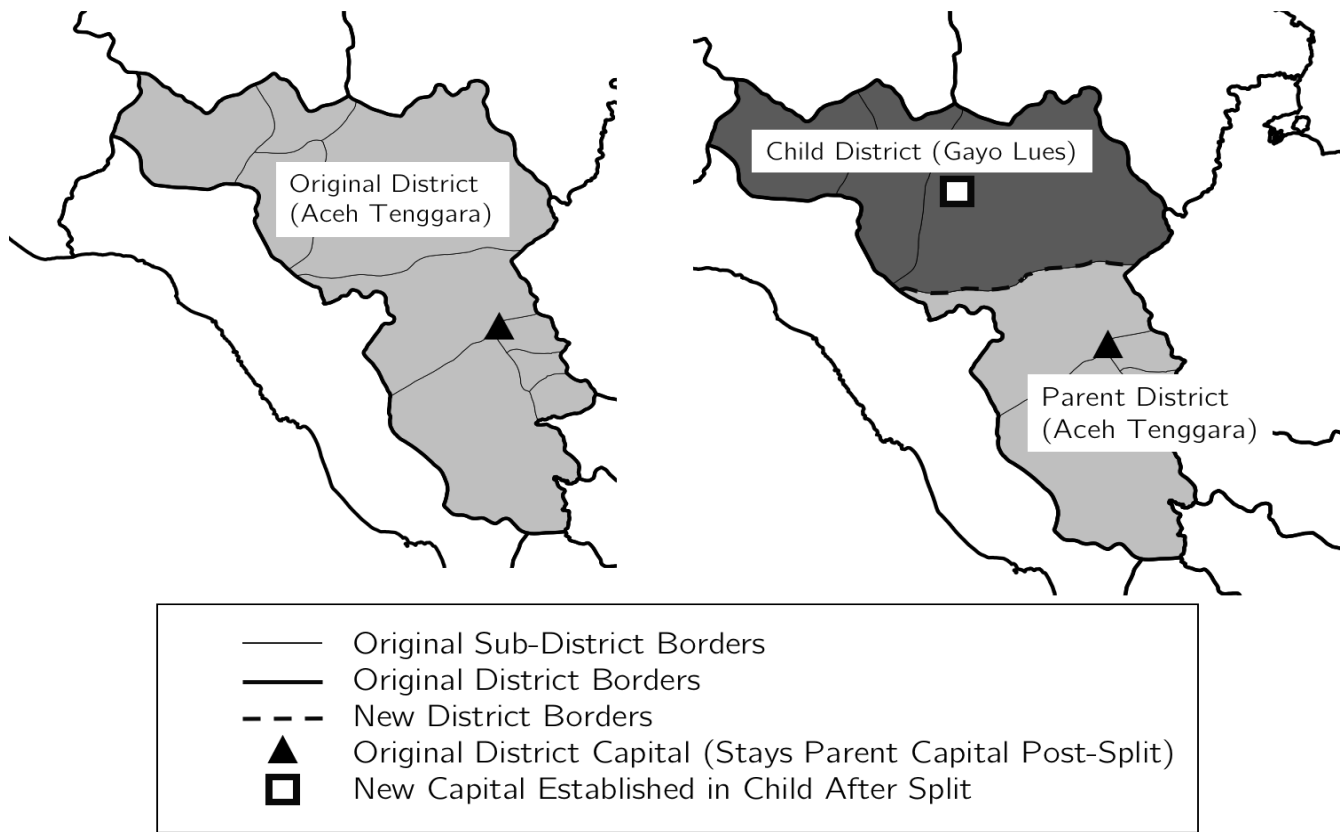 Original District
(Aceh Tenggara)
Child District (Gayo Lues)
Parent District
(Aceh Tenggara)
Original Sub-District Borders
Original District Borders
New District Borders
Original District Capital (Stays Parent Capital Post-Split)
New Capital Established in Child After Split